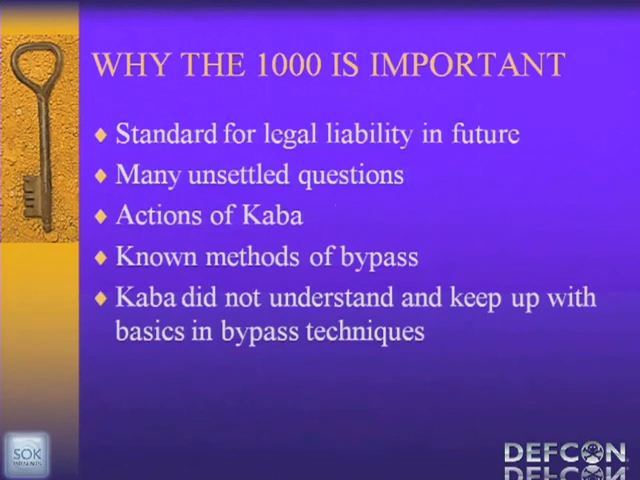 WHY THE 1000 IS IMPORTANT
Standard for legal liability in future
Many unsettled questions
Actions of Kaba
Known methods of bypass
Kaba did not understand and keep up with
basics in bypass techniques
SOK
PRESENTS
DEFCON